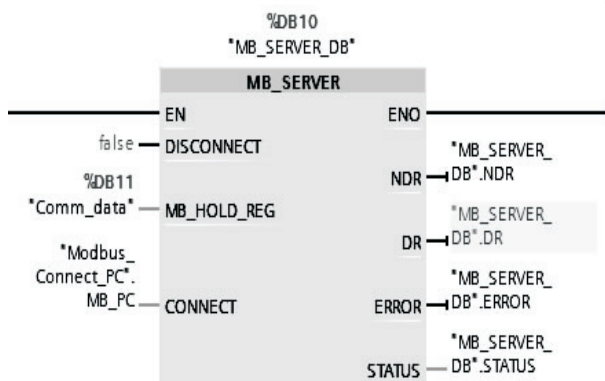 %DB10
"MB_SERVER_DB"
MB_SERVER
EN
ENO
false
DISCONNECT
"MB_SERVER_
DB".NDR
NDR
%DB11
"Comm_data"
MB_HOLD_REG
"MB_SERVER_
DB".DR
DR
"Modbus_
Connect_PC".
MB_PC
CONNECT
"MB_SERVER_
DB".ERROR
ERROR
"MB_SERVER_
DB".STATUS
STATUS